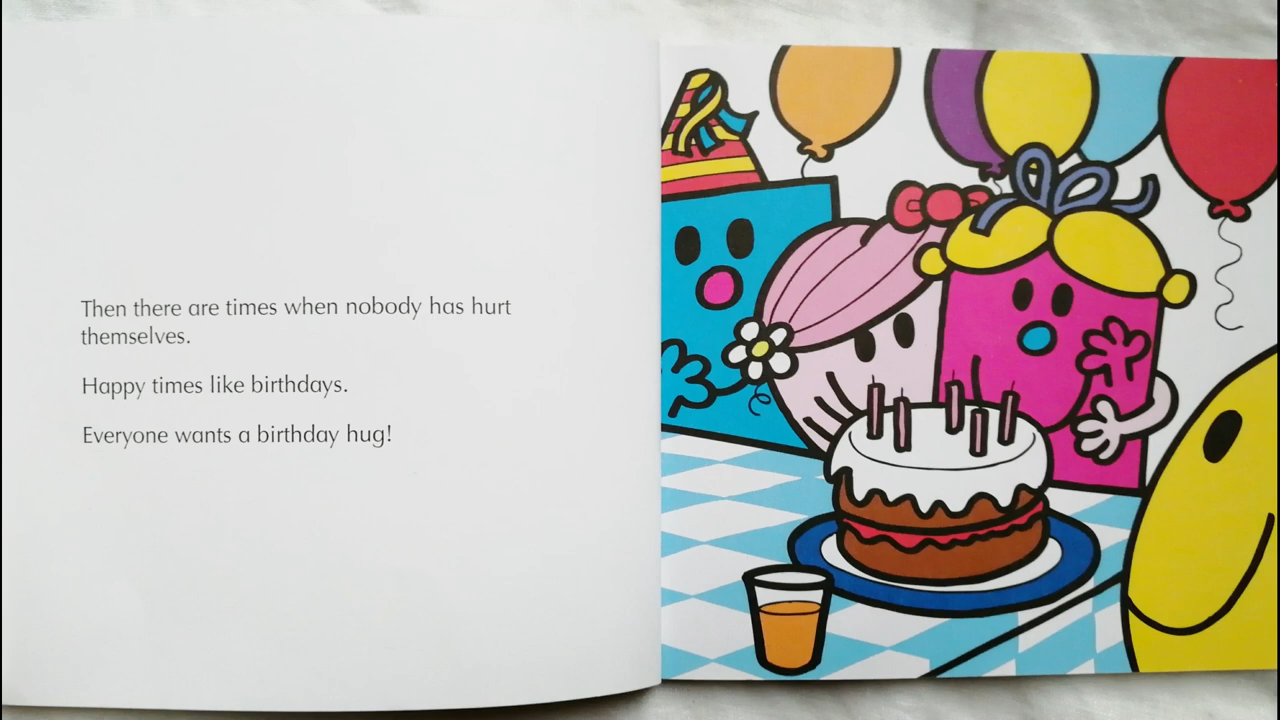 Then there are times when nobody has hurt
themselves.
Happy times like birthdays.
Everyone wants a birthday hug!